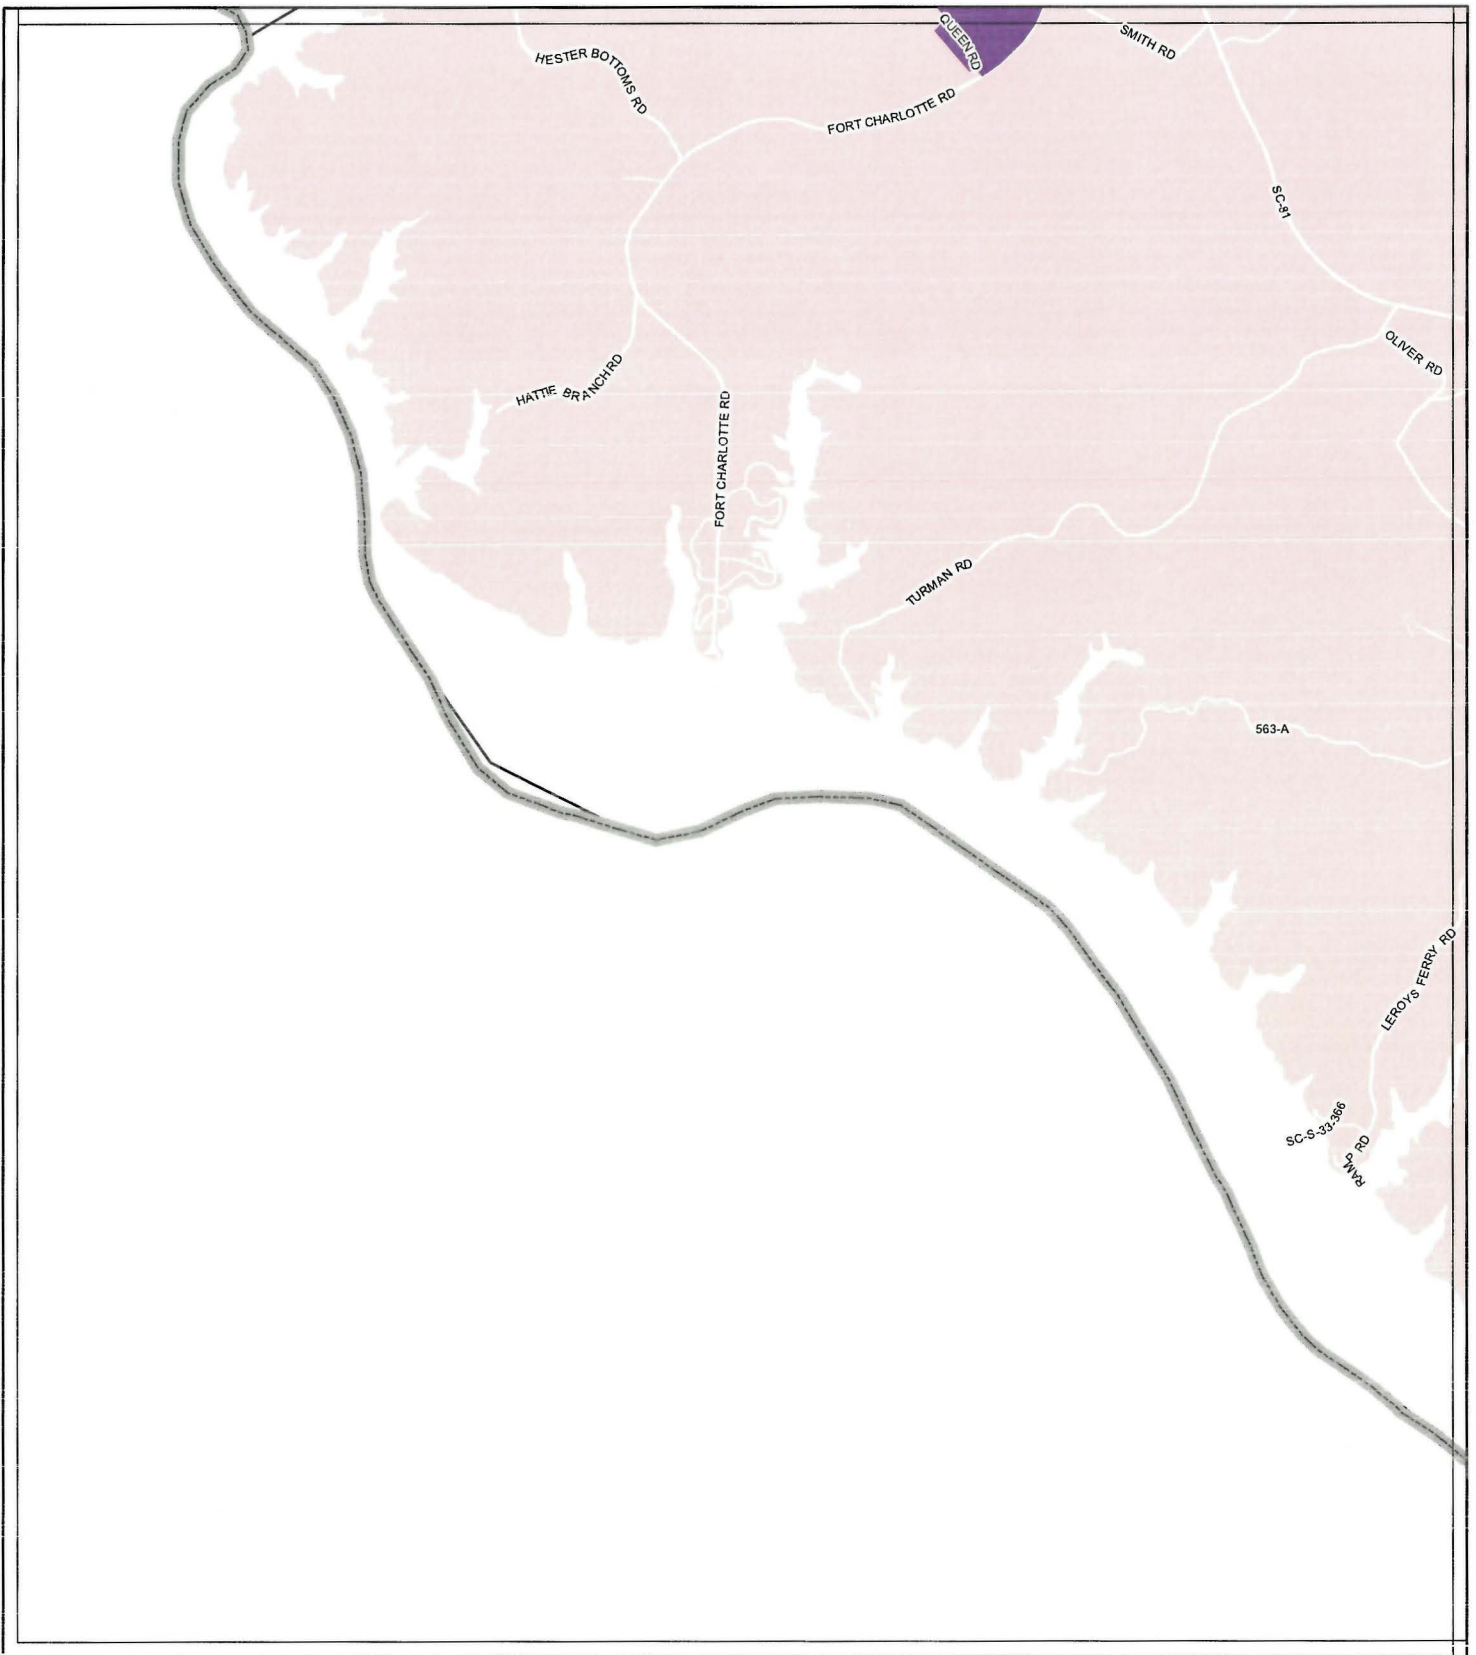 QUEEN RD
SMITH RD
HESTER BOTTOMS RD
FORT CHARLOTTE RD
SC-81
OLIVER RD
HATTIE BRANCH RD
FORT CHARLOTTE RD
TURMAN RD
563-A
LEROYS FERRY RD
SC-S-33-366
RAMP RD